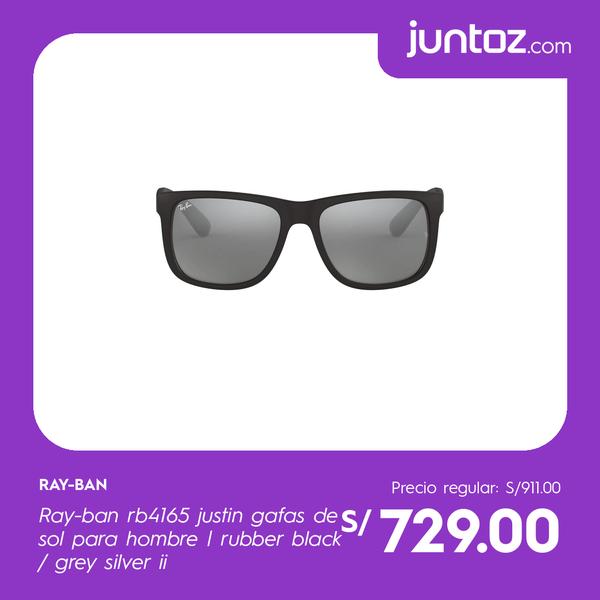 juntoz.com
Ray-Ban
RAY-BAN
Precio regular: S/911.00
Ray-ban rb4165 justin gafas de
sol para hombre | rubber black
/ grey silver ii
S/ 729.00